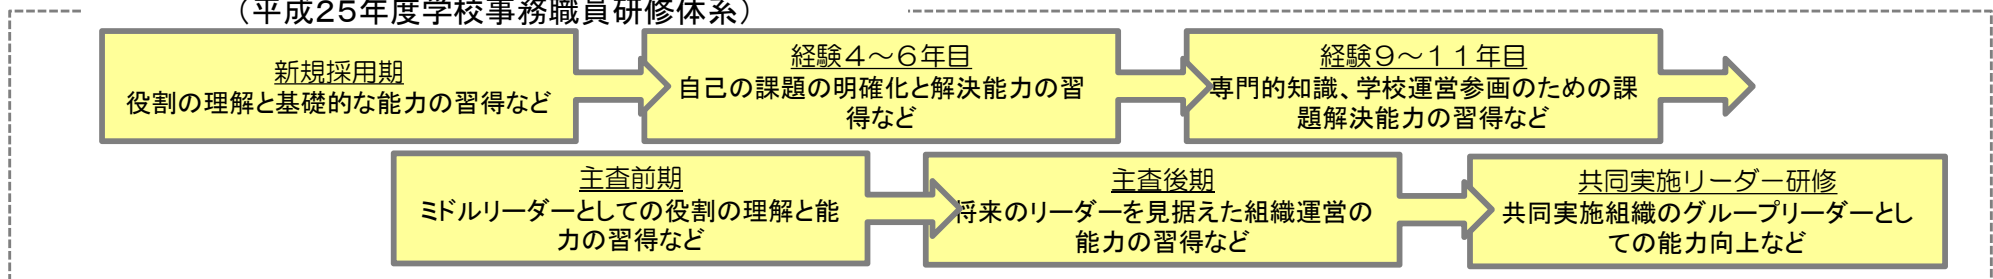 （平成２５年度学校事務職員研修体系）
新規採用期
役割の理解と基礎的な能力の習得など
経験４～６年目
自己の課題の明確化と解決能力の習
得など
経験９～１１年目
専門的知識、学校運営参画のための課
題解決能力の習得など
主査前期
ミドルリーダーとしての役割の理解と能
力の習得など
主査後期
将来のリーダーを見据えた組織運営の
能力の習得など
共同実施リーダー研修
共同実施組織のグループリーダーとし
ての能力向上など